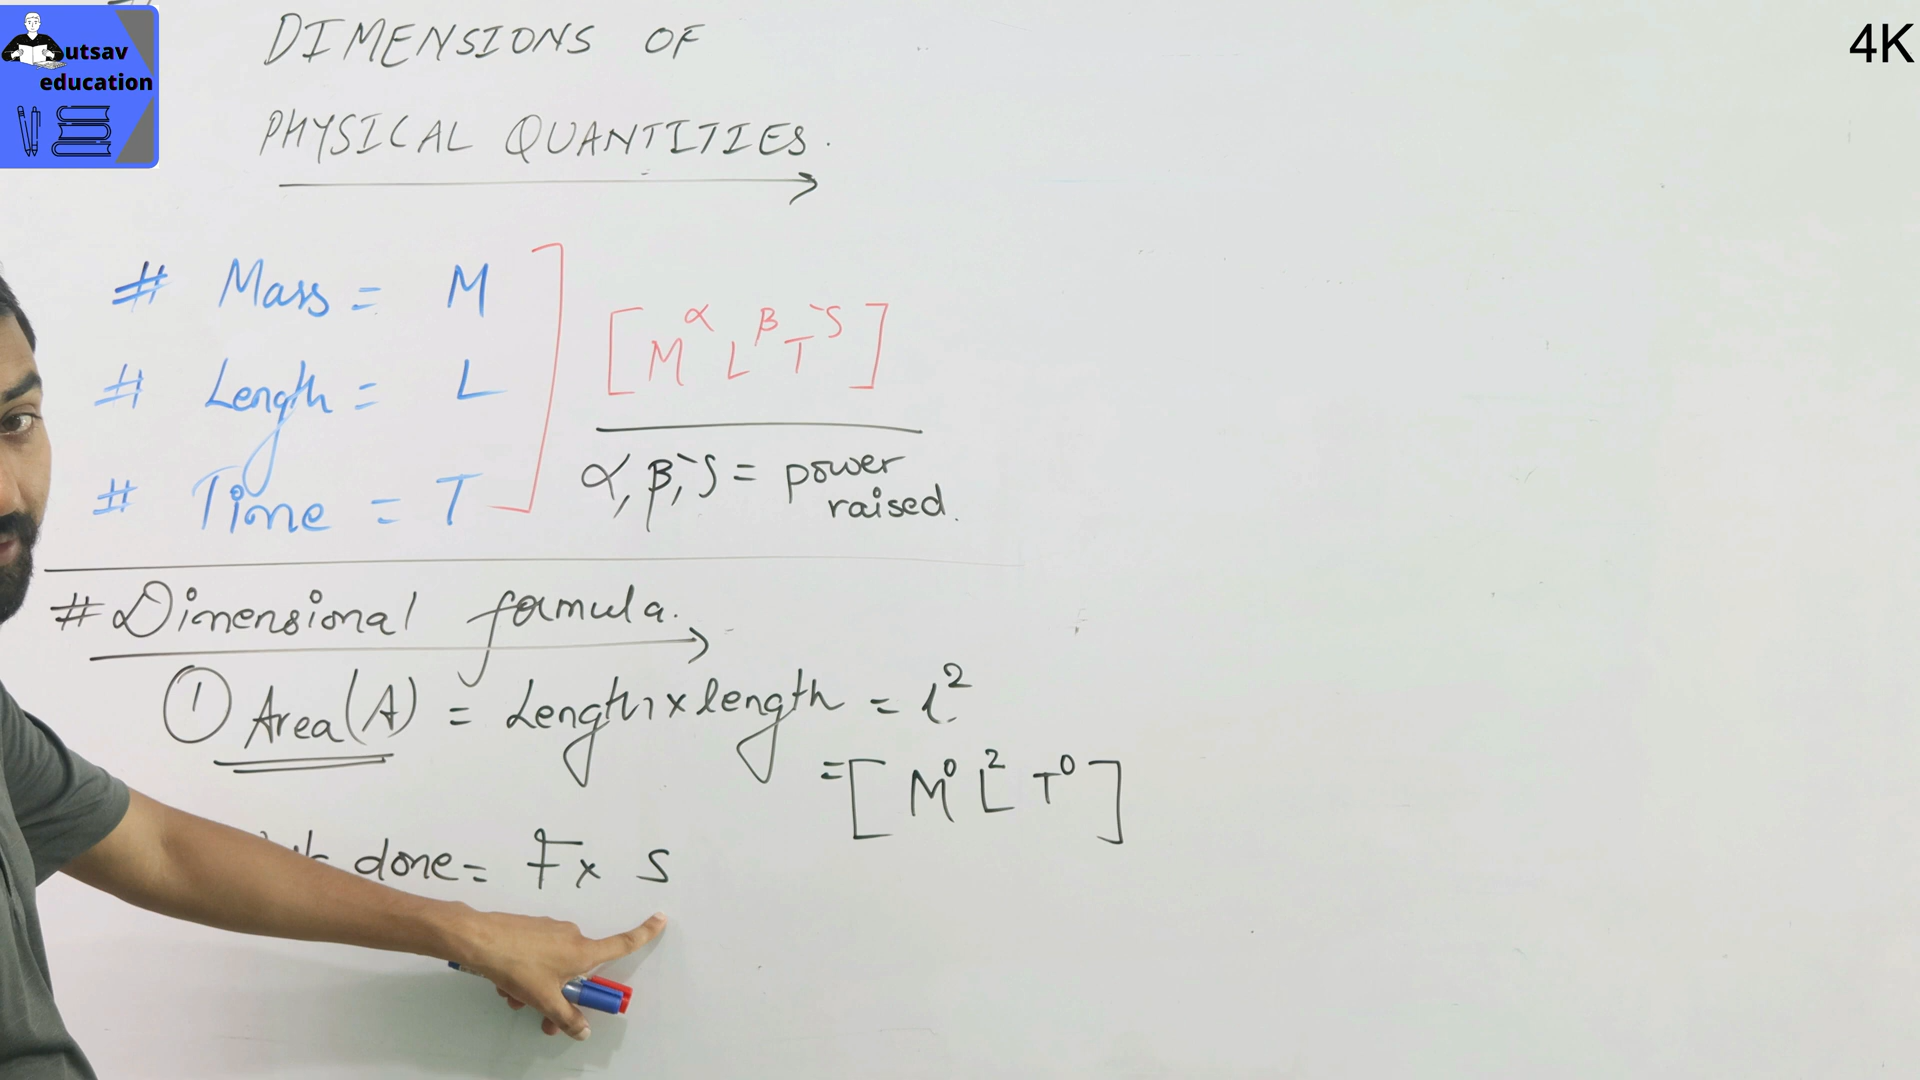 utsav
education
4K
DIMENSIONS OF
PHYSICAL QUANTITIES.
# Mass = M
# Length = L
# Time = T
[M^α L^β T^-S]
α, β, -S = power
raised.
# Dimensional formula.
① Area (A) = Length × length = l²
= [M⁰ L² T⁰]
done = F × S